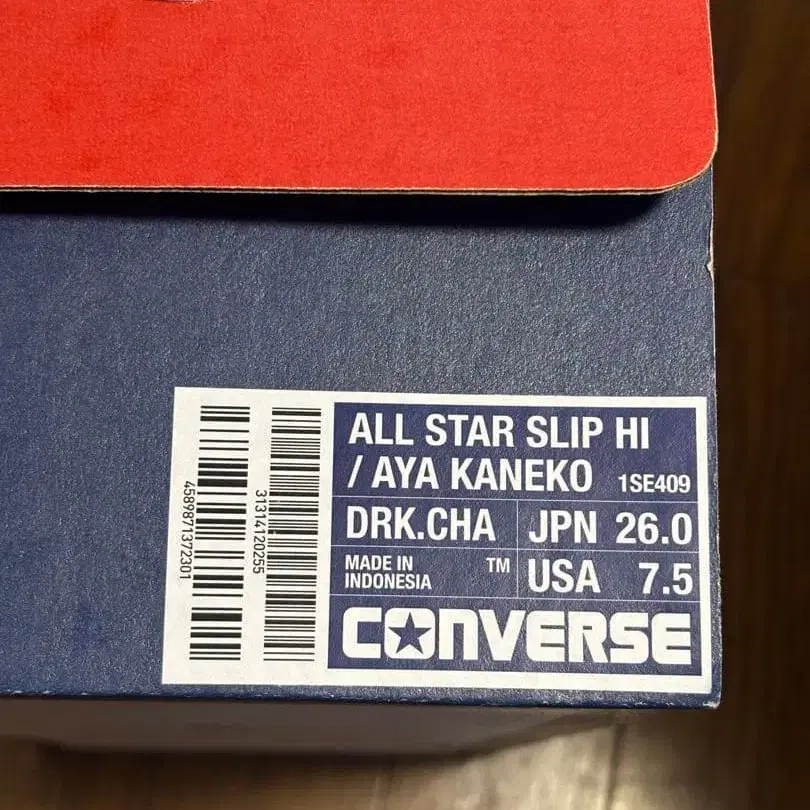 ALL STAR SLIP HI
/ AYA KANEKO 1SE409
DRK.CHA JPN 26.0
MADE IN INDONESIA ™ USA 7.5
CONVERSE
4589871372301
31314120255